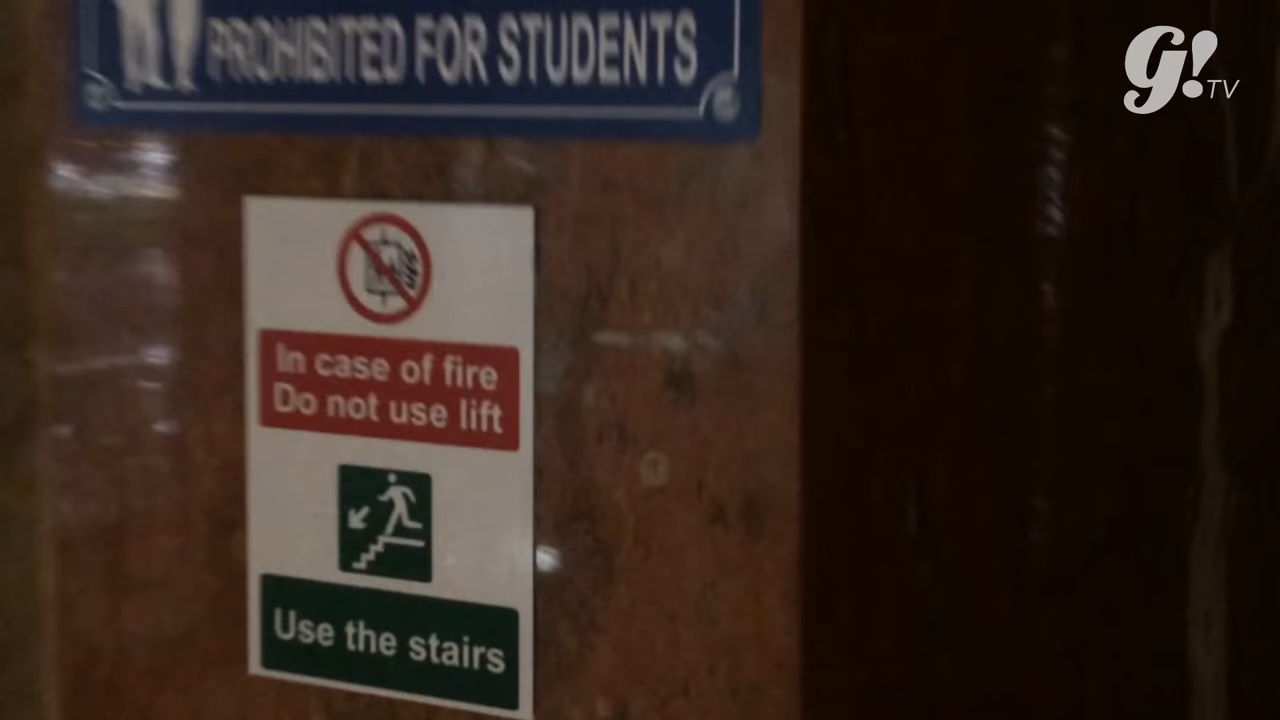 PROHIBITED FOR STUDENTS
g! TV
In case of fire
Do not use lift
Use the stairs